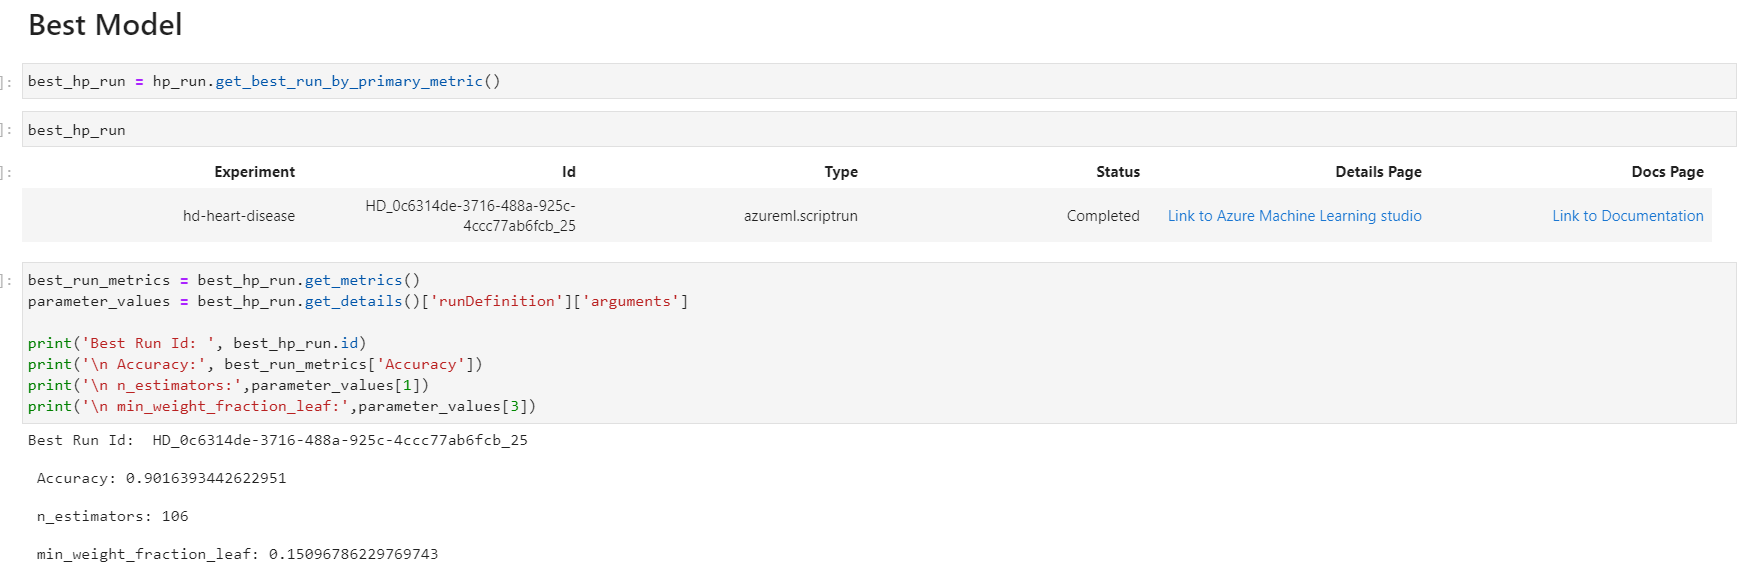 Best Model
]: best_hp_run = hp_run.get_best_run_by_primary_metric()
]: best_hp_run
]: Experiment Id Type Status Details Page Docs Page
hd-heart-disease HD_0c6314de-3716-488a-925c-
4ccc77ab6fcb_25 azureml.scriptrun Completed Link to Azure Machine Learning studio Link to Documentation
]: best_run_metrics = best_hp_run.get_metrics()
parameter_values = best_hp_run.get_details()['runDefinition']['arguments']
print('Best Run Id: ', best_hp_run.id)
print('\n Accuracy:', best_run_metrics['Accuracy'])
print('\n n_estimators:',parameter_values[1])
print('\n min_weight_fraction_leaf:',parameter_values[3])
Best Run Id:  HD_0c6314de-3716-488a-925c-4ccc77ab6fcb_25
Accuracy: 0.9016393442622951
n_estimators: 106
min_weight_fraction_leaf: 0.15096786229769743